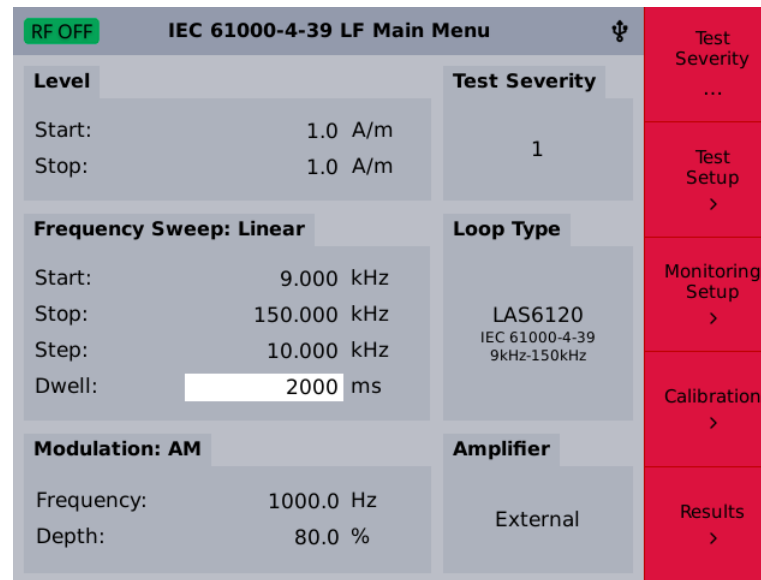 RF OFF IEC 61000-4-39 LF Main Menu
Level
Start: 1.0 A/m
Stop: 1.0 A/m
Test Severity
1
Frequency Sweep: Linear
Start: 9.000 kHz
Stop: 150.000 kHz
Step: 10.000 kHz
Dwell: 2000 ms
Loop Type
LAS6120
IEC 61000-4-39
9kHz-150kHz
Modulation: AM
Frequency: 1000.0 Hz
Depth: 80.0 %
Amplifier
External
Test
Severity
...
Test
Setup
>
Monitoring
Setup
>
Calibration
>
Results
>